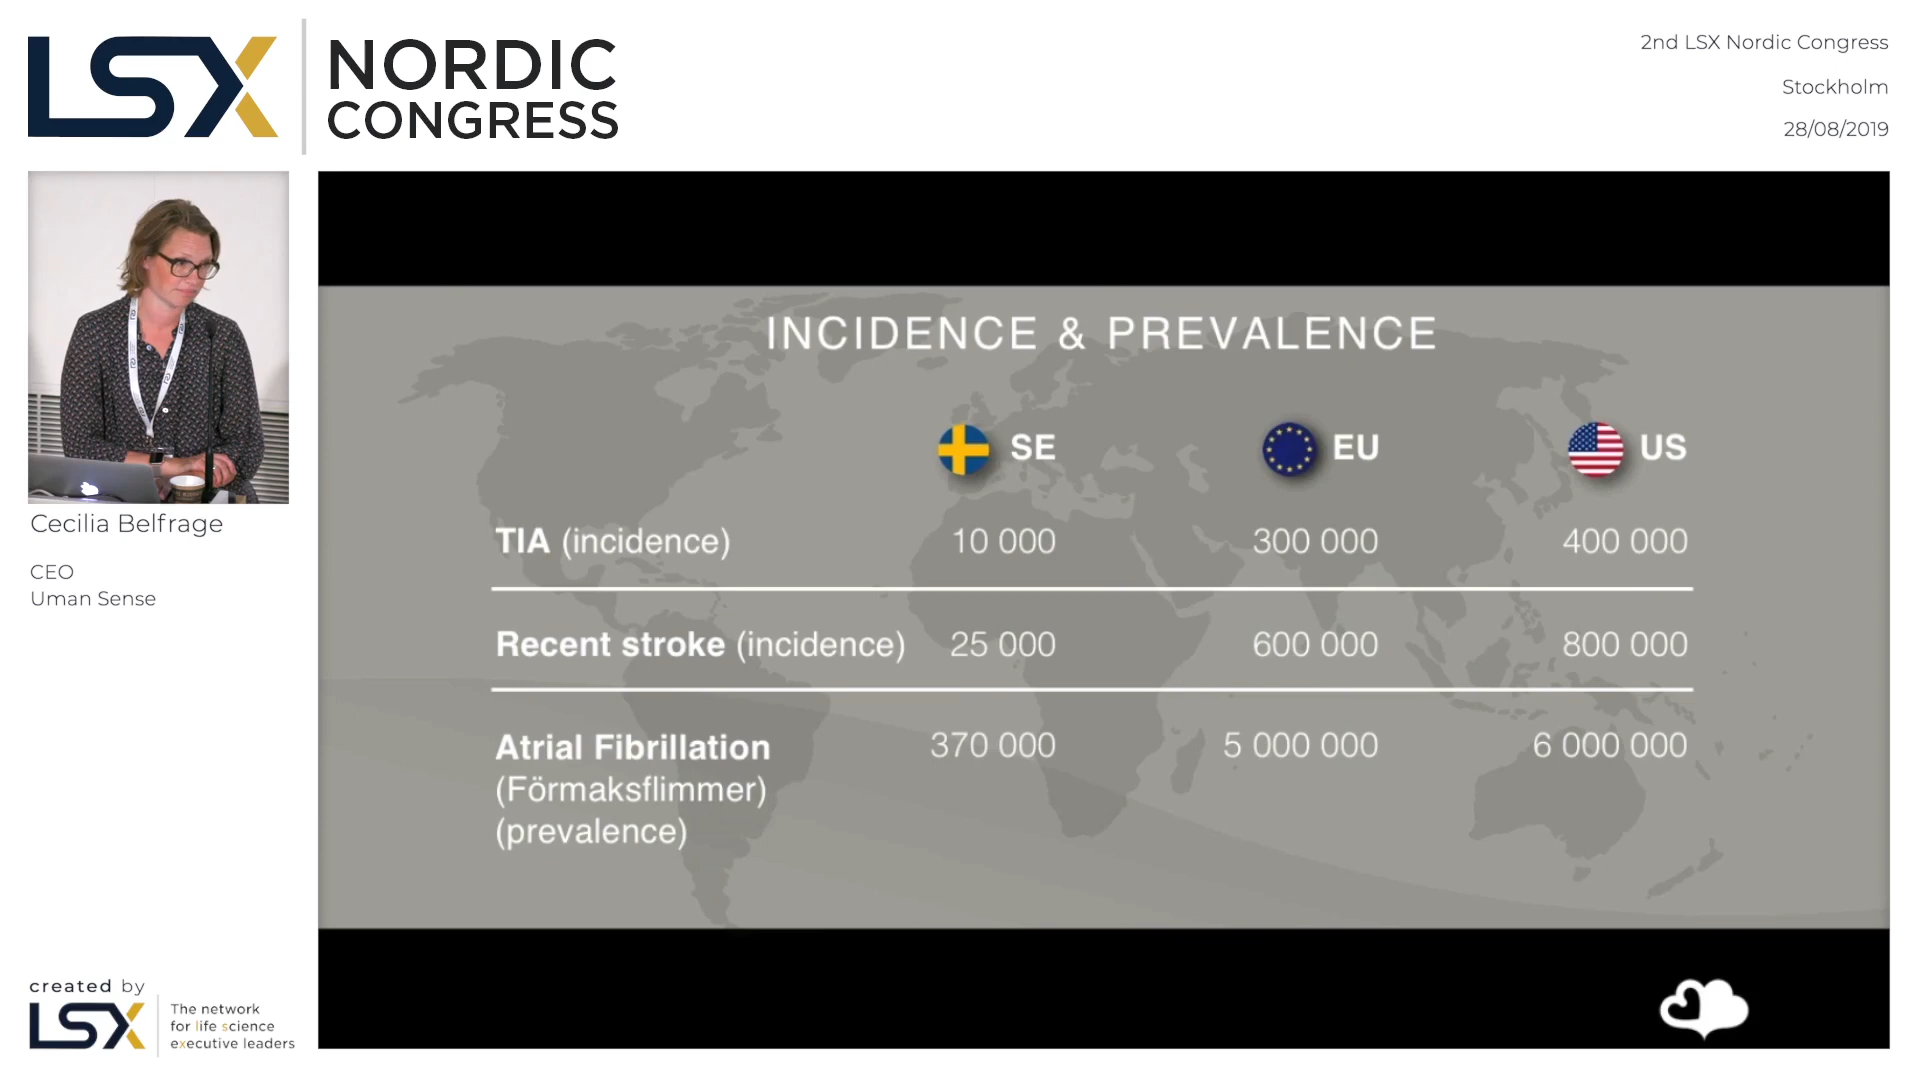 LSX
NORDIC
CONGRESS
2nd LSX Nordic Congress
Stockholm
28/08/2019
Cecilia Belfrage
CEO
Uman Sense
INCIDENCE & PREVALENCE
SE EU US
TIA (incidence) 10 000 300 000 400 000
Recent stroke (incidence) 25 000 600 000 800 000
Atrial Fibrillation 370 000 5 000 000 6 000 000
(Förmaksflimmer)
(prevalence)
created by
LSX
The network
for life science
executive leaders